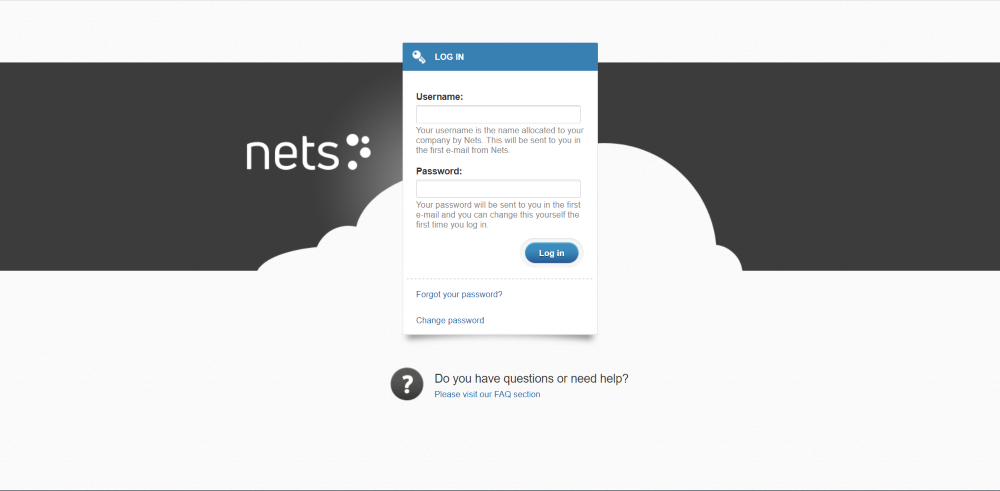 LOG IN
nets
Username:
Your username is the name allocated to your
company by Nets. This will be sent to you in
the first e-mail from Nets.
Password:
Your password will be sent to you in the first
e-mail and you can change this yourself the
first time you log in.
Log in
Forgot your password?
Change password
?
Do you have questions or need help?
Please visit our FAQ section